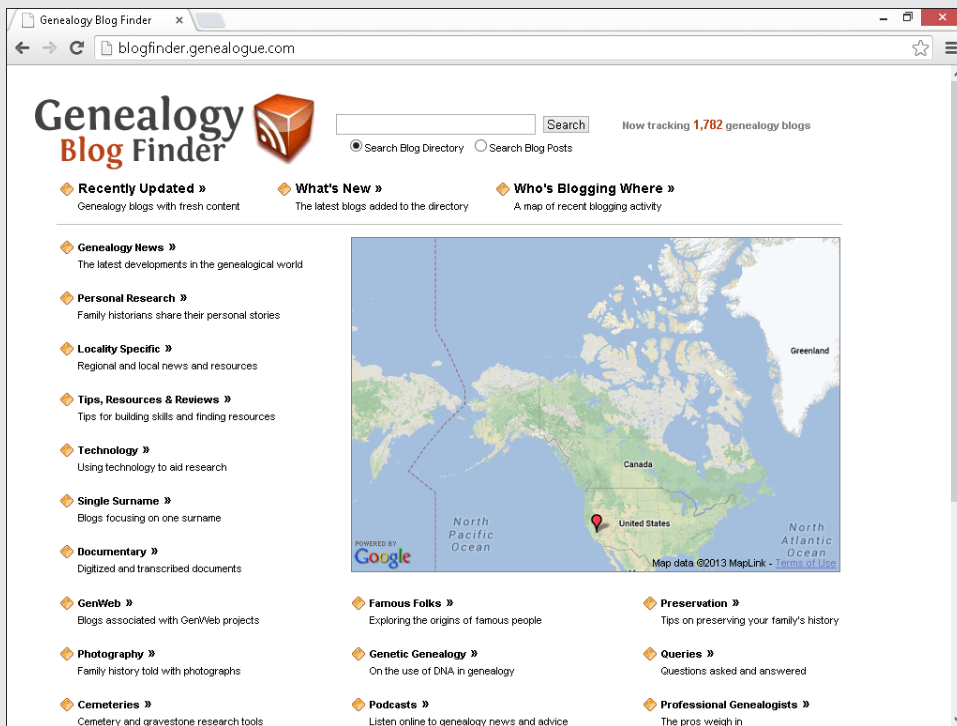 Genealogy Blog Finder
blogfinder.genealogue.com
Genealogy
Blog Finder
Search
Now tracking 1,782 genealogy blogs
Search Blog Directory Search Blog Posts
Recently Updated » What's New » Who's Blogging Where »
Genealogy blogs with fresh content The latest blogs added to the directory A map of recent blogging activity
Genealogy News »
The latest developments in the genealogical world
Personal Research »
Family historians share their personal stories
Locality Specific »
Regional and local news and resources
Tips, Resources & Reviews »
Tips for building skills and finding resources
Technology »
Using technology to aid research
Single Surname »
Blogs focusing on one surname
Documentary »
Digitized and transcribed documents
Greenland
Canada
United States
North
Pacific
Ocean
North
Atlantic
Ocean
POWERED BY
Google
Map data ©2013 MapLink - Terms of Use
GenWeb » Famous Folks » Preservation »
Blogs associated with GenWeb projects Exploring the origins of famous people Tips on preserving your family's history
Photography » Genetic Genealogy » Queries »
Family history told with photographs On the use of DNA in genealogy Questions asked and answered
Cemeteries » Podcasts » Professional Genealogists »
Cemetery and gravestone research tools Listen online to genealogy news and advice The pros weigh in